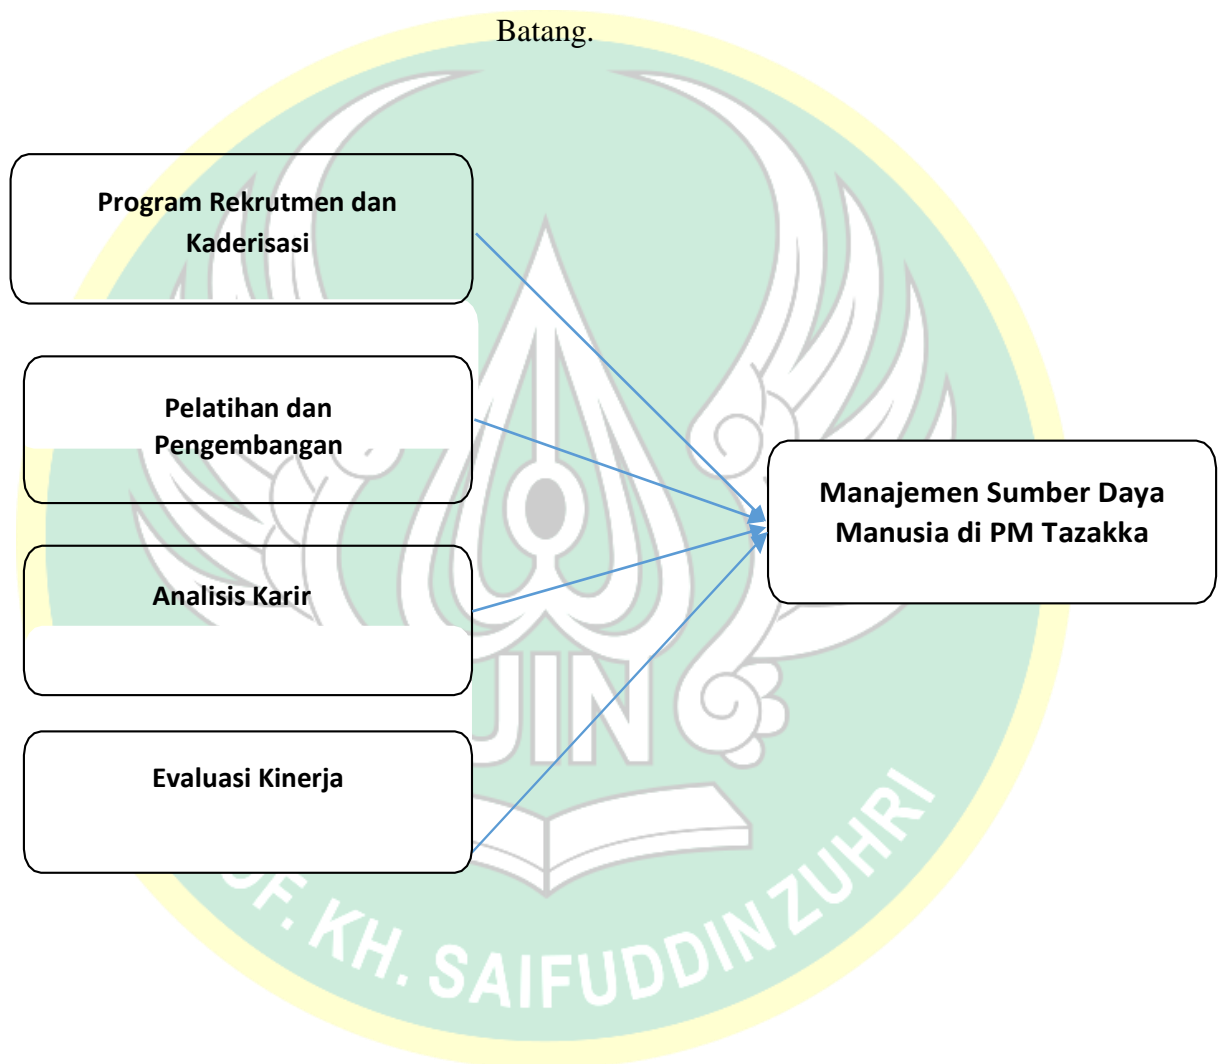 Batang.
Program Rekrutmen dan
Kaderisasi
Pelatihan dan
Pengembangan
Manajemen Sumber Daya
Manusia di PM Tazakka
Analisis Karir
UIN
Evaluasi Kinerja
OF. KH. SAIFUDDIN ZUHRI